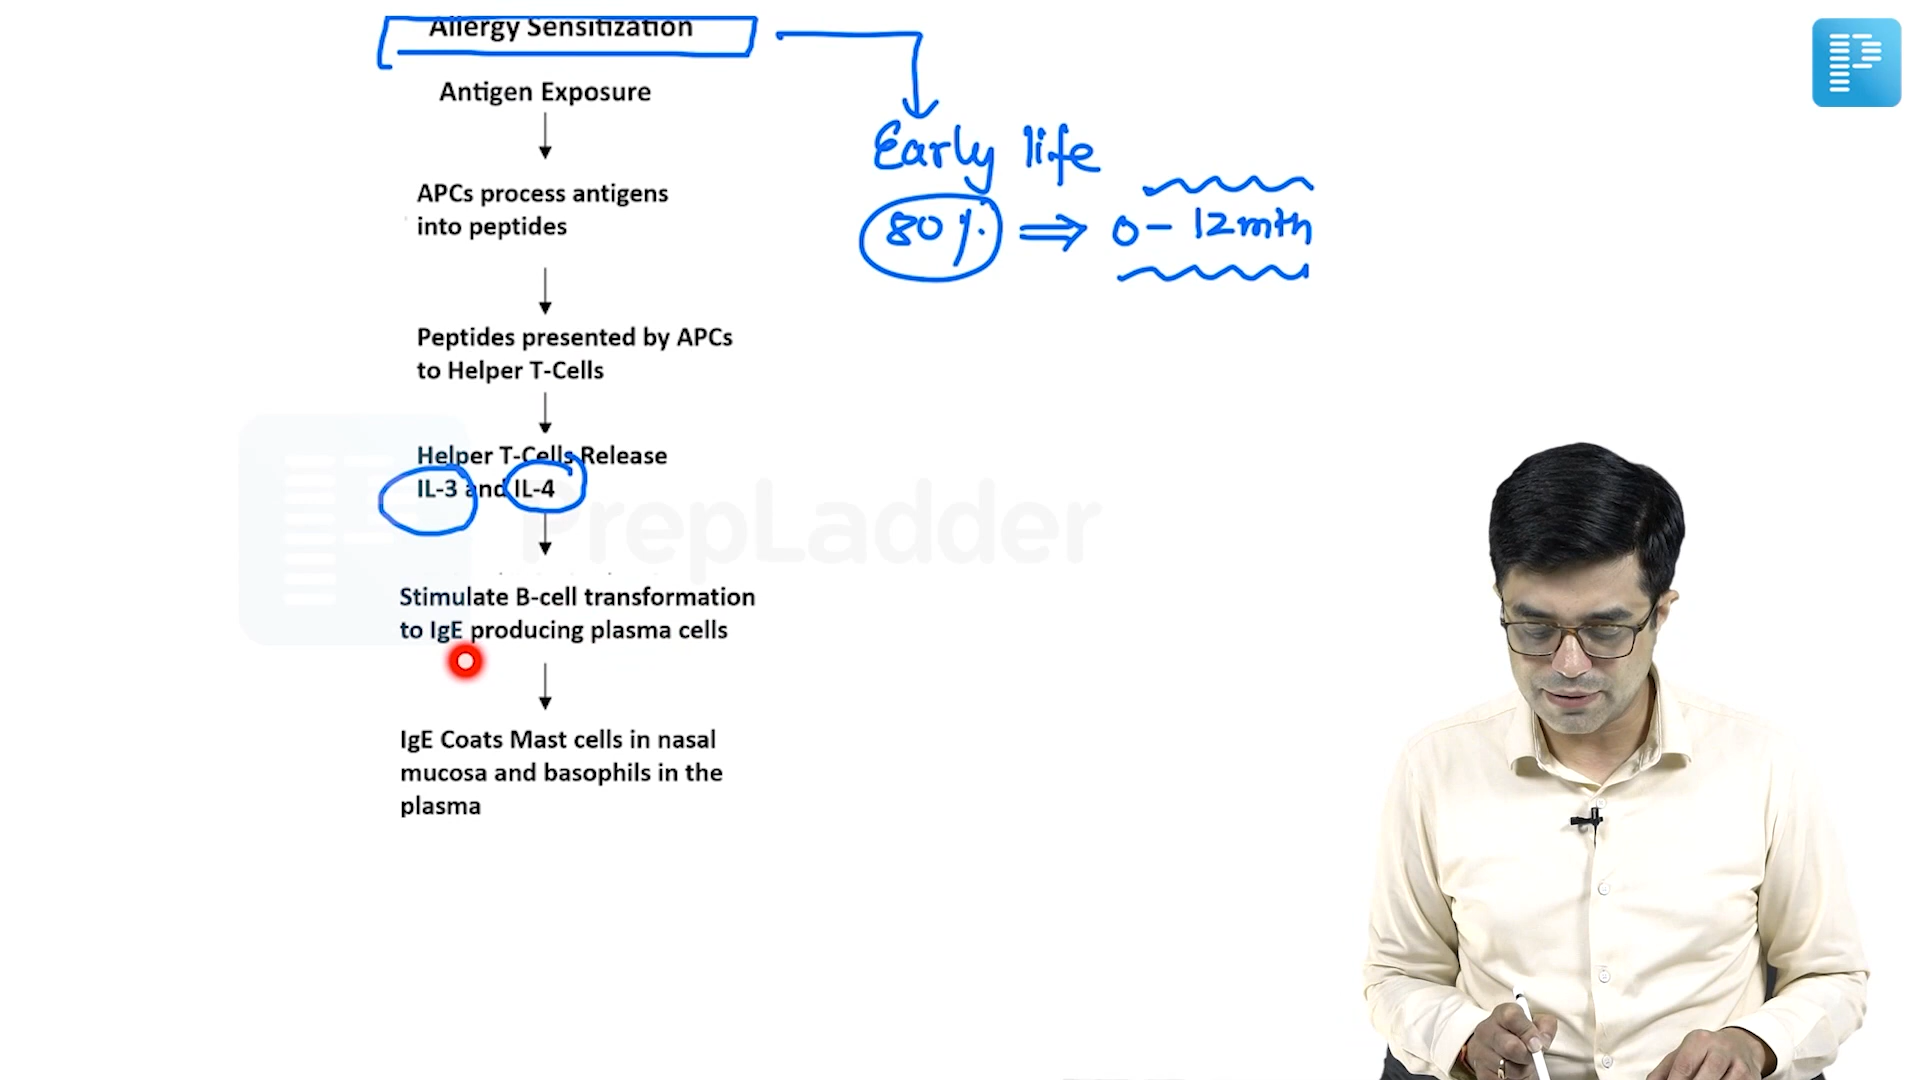 Allergy Sensitization
Antigen Exposure
Early life
80% ⇒ 0 - 12 mth
APCs process antigens
into peptides
Peptides presented by APCs
to Helper T-Cells
Helper T-Cells Release
IL-3 and IL-4
PrepLadder
Stimulate B-cell transformation
to IgE producing plasma cells
IgE Coats Mast cells in nasal
mucosa and basophils in the
plasma